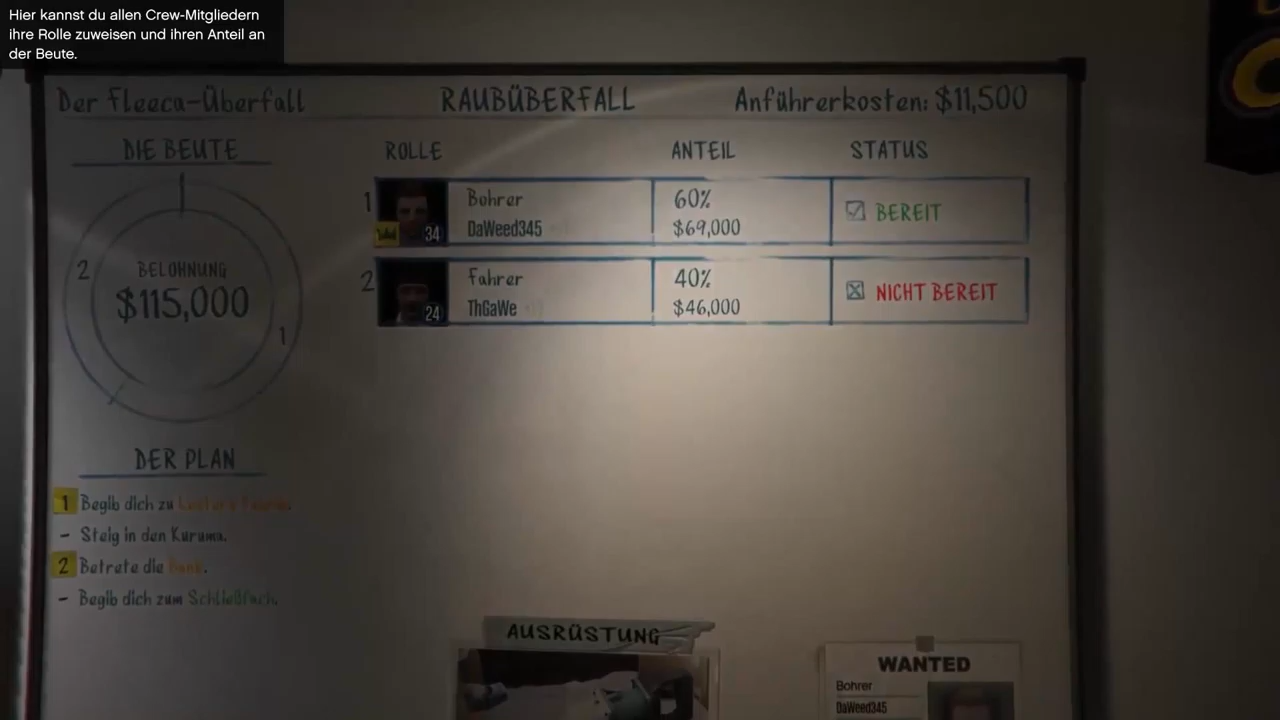 Hier kannst du allen Crew-Mitgliedern
ihre Rolle zuweisen und ihren Anteil an
der Beute.
Der Fleeca-Überfall
RAUBÜBERFALL
Anführerkosten: $11,500
DIE BEUTE
ROLLE
ANTEIL
STATUS
1
Bohrer
60%
34
DaWeed345
$69,000
BEREIT
2
Fahrer
40%
24
ThGaWe
$46,000
NICHT BEREIT
2
BELOHNUNG
$115,000
1
DER PLAN
1 Begib dich zu
- Steig in den Kuruma.
2 Betrete die Bank.
- Begib dich zum Schließfach.
AUSRÜSTUNG
WANTED
Bohrer
DaWeed345